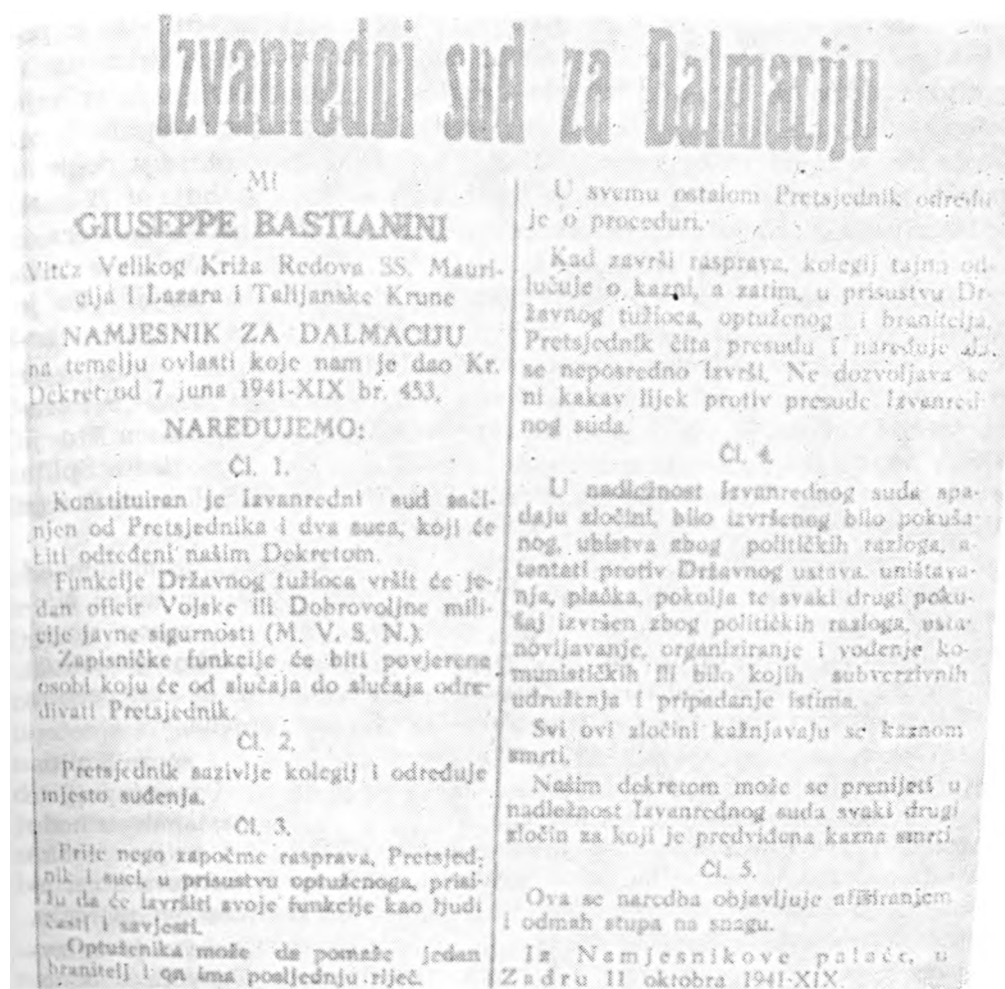 Izvanredni sud za Dalmaciju
Mi
GIUSEPPE BASTIANINI
Vitez Velikog Križa Redova SS. Mauri-
cija i Lazara i Talijanske Krune
NAMJESNIK ZA DALMACIJU
na temelju ovlasti koje nam je dao Kr.
Dekret od 7 juna 1941-XIX br. 453,
NAREĐUJEMO:
Čl. 1.
Konstituiran je Izvanredni sud sači-
njen od Pretsjednika i dva suca, koji će
biti određeni našim Dekretom.
Funkcije Državnog tužioca vršit će je-
dan oficir Vojske ili Dobrovoljne mili-
cije javne sigurnosti (M. V. S. N.).
Zapisničke funkcije će biti povjerene
osobi koju će od slučaja do slučaja odre-
đivati Pretsjednik.
Čl. 2.
Pretsjednik sazivlje kolegij i određuje
mjesto suđenja.
Čl. 3.
Prije nego započme rasprava, Pretsjed-
nik i suci, u prisustvu optuženoga, prisi-
žu da će izvršiti svoje funkcije kao ljudi
časti i savjesti.
Optuženika može da pomaže jedan
branitelj i on ima posljednju riječ.
U svemu ostalom Pretsjednik određu
je o proceduri.
Kad završi rasprava, kolegij tajno od-
lučuje o kazni, a zatim, u prisustvu Dr-
žavnog tužioca, optuženog i branitelja,
Pretsjednik čita presudu i naređuje da
se neposredno izvrši. Ne dozvoljava se
ni kakav lijek protiv presude Izvanred-
nog suda.
Čl. 4.
U nadležnost Izvanrednog suda spa-
daju zločini, bilo izvršenog bilo pokuša-
nog, ubistva zbog političkih razloga, a-
tentati protiv Državnog ustava, uništava-
nja, pljačka, pokolja te svaki drugi poku-
šaj izvršen zbog političkih razloga, usta-
novljavanje, organiziranje i vođenje ko-
munističkih ili bilo kojih subverzivnih
udruženja i pripadanje istima.
Svi ovi zločini kažnjavaju se kaznom
smrti.
Našim dekretom može se prenijeti u
nadležnost Izvanrednog suda svaki drugi
zločin za koji je predviđena kazna smrti.
Čl. 5.
Ova se naredba objavljuje afiširanjem
i odmah stupa na snagu.
Iz Namjesnikove palače, u
Zadru 11 oktobra 1941-XIX.